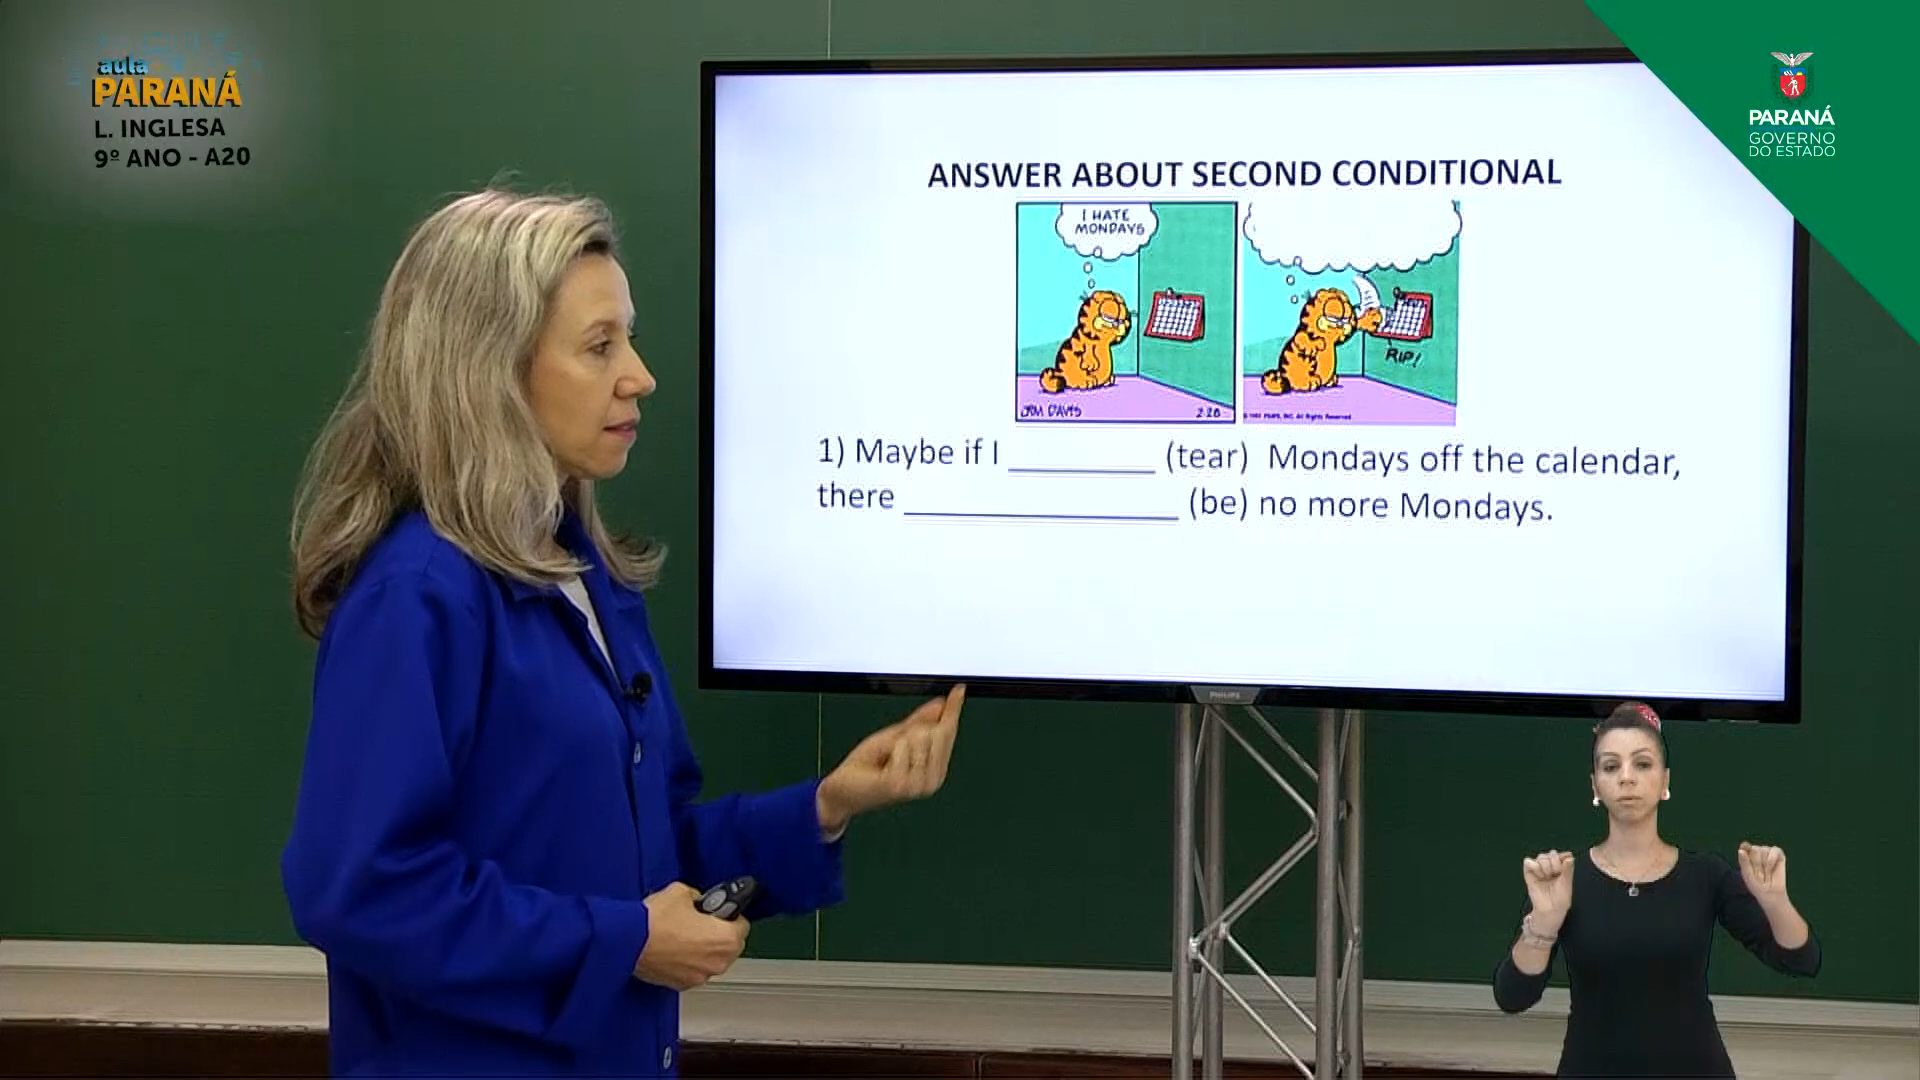 aula
PARANÁ
L. INGLESA
9º ANO - A20
PARANÁ
GOVERNO
DO ESTADO
ANSWER ABOUT SECOND CONDITIONAL
I HATE
MONDAYS
RIP!
JIM DAVIS
2-28
1) Maybe if I ________ (tear) Mondays off the calendar,
there _______________ (be) no more Mondays.
PHILIPS